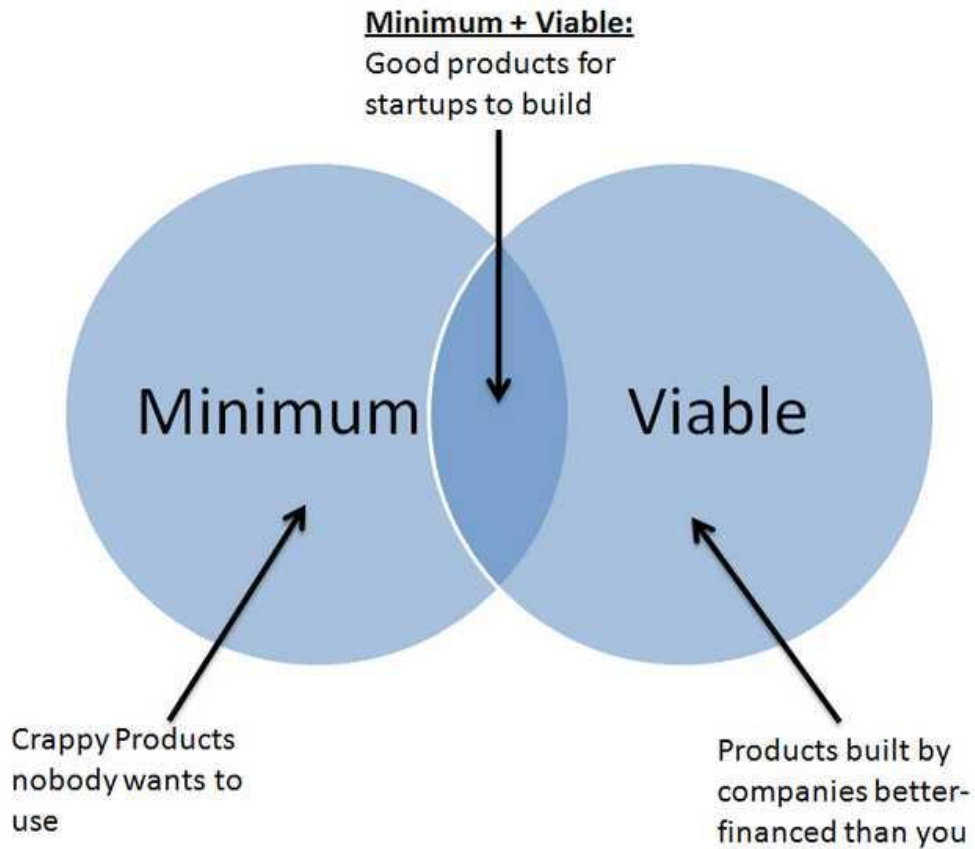 Minimum + Viable:
Good products for
startups to build
Minimum
Viable
Crappy Products
nobody wants to
use
Products built by
companies better-
financed than you